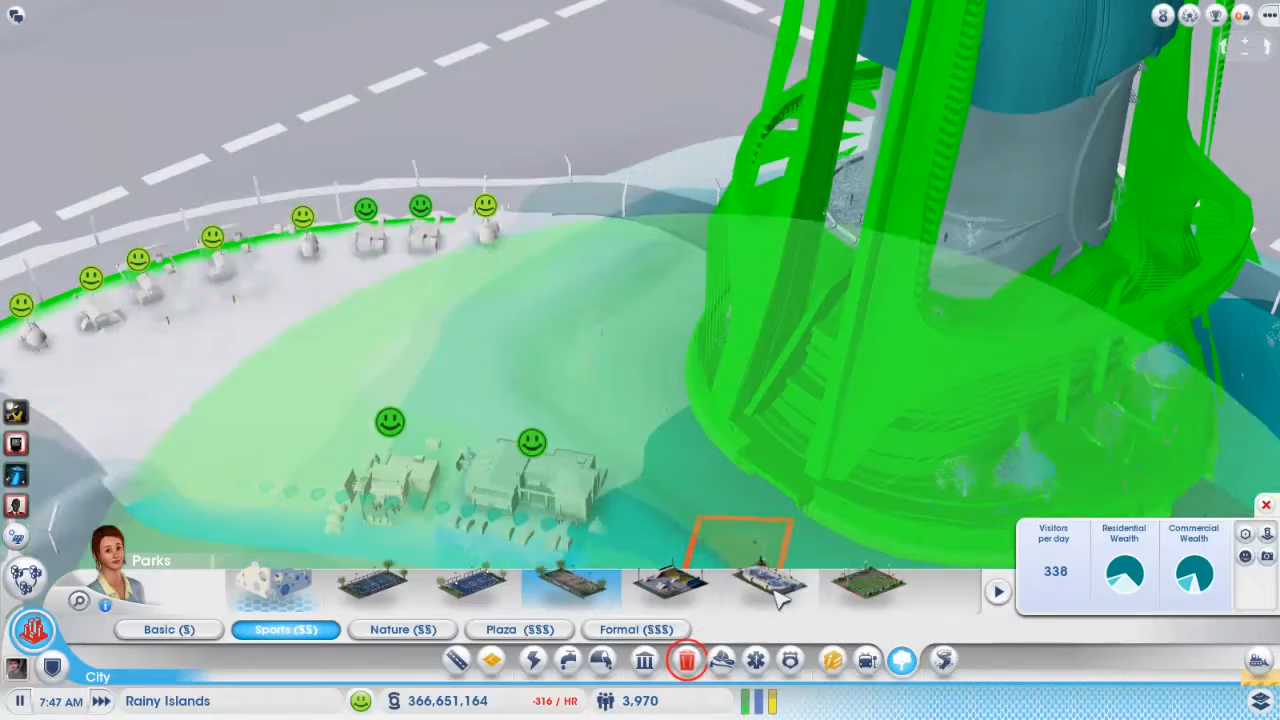 Visitors per day
Residential Wealth
Commercial Wealth
338
Parks
Basic ($)
Sports ($$)
Nature ($$)
Plaza ($$$)
Formal ($$$)
City
7:47 AM
Rainy Islands
366,651,164
-316 / HR
3,970